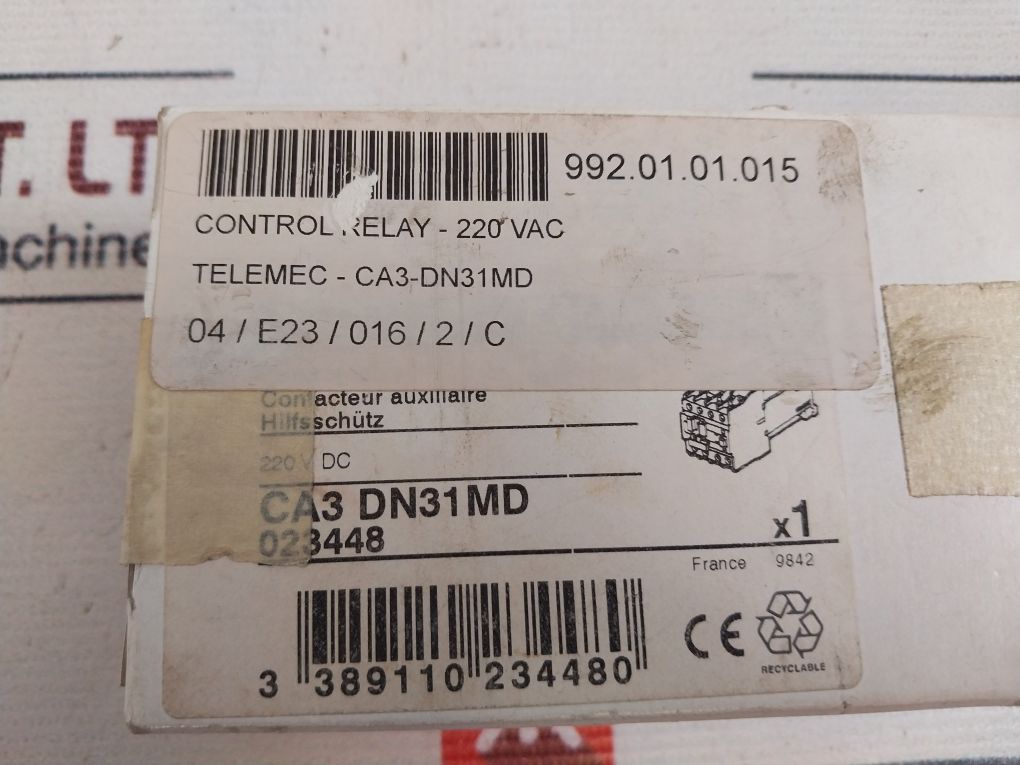 T.LT
achine
992.01.01.015
CONTROL RELAY - 220 VAC
TELEMEC - CA3-DN31MD
04 / E23 / 016 / 2 / C
Contacteur auxiliaire
Hilfsschütz
220 V DC
CA3 DN31MD
023448
x1
France 9842
CE
RECYCLABLE
3 389110 234480